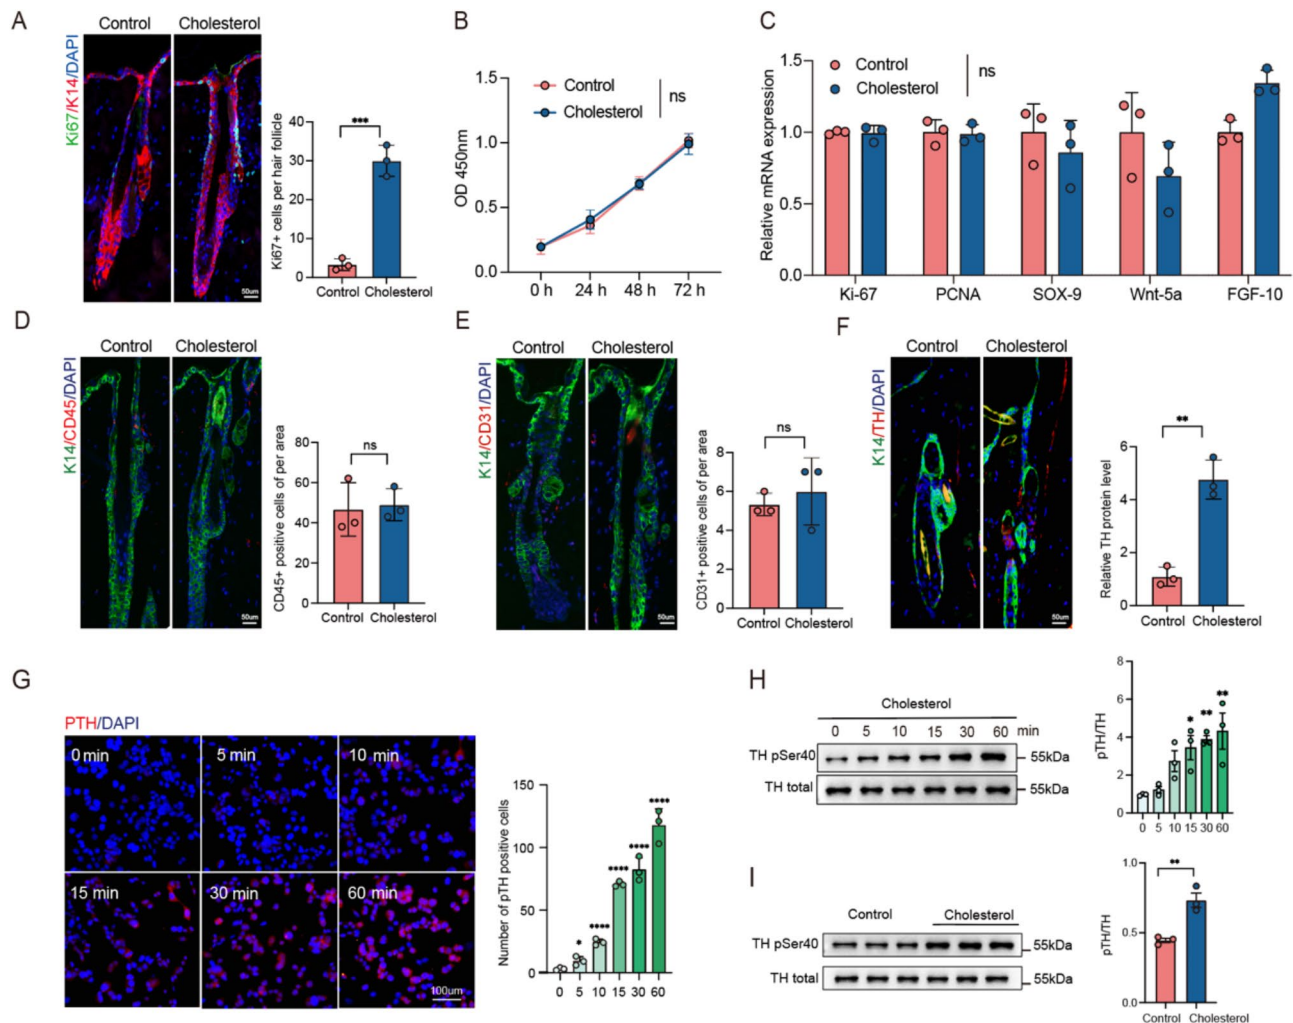 A
Control Cholesterol
Ki67/K14/DAPI
50um
Ki67+ cells per hair follicle
40
30
20
10
0
***
Control Cholesterol
B
OD 450nm
1.5
1.0
0.5
0.0
Control
Cholesterol
ns
0 h 24 h 48 h 72 h
C
Relative mRNA expression
1.5
1.0
0.5
0.0
Control
Cholesterol
ns
Ki-67 PCNA SOX-9 Wnt-5a FGF-10
D
Control Cholesterol
K14/CD45/DAPI
50um
CD45+ positive cells of per area
80
60
40
20
0
ns
Control Cholesterol
E
Control Cholesterol
K14/CD31/DAPI
50um
CD31+ positive cells of per area
8
6
4
2
0
ns
Control Cholesterol
F
Control Cholesterol
K14/TH/DAPI
50um
Relative TH protein level
6
4
2
0
**
Control Cholesterol
G
PTH/DAPI
0 min 5 min 10 min
15 min 30 min 60 min
100um
Number of pTH positive cells
150
100
50
0
* **** **** **** ****
0 5 10 15 30 60
H
Cholesterol
0 5 10 15 30 60 min
TH pSer40 55kDa
TH total 55kDa
pTH/TH
8
6
4
2
0
* ** **
0 5 10 15 30 60
I
Control Cholesterol
TH pSer40 55kDa
TH total 55kDa
pTH/TH
1.0
0.5
0.0
**
Control Cholesterol